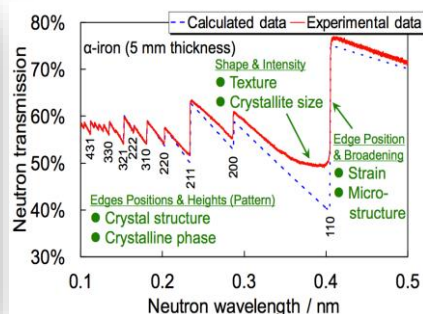 Calculated data
Experimental data
80%
α-iron (5 mm thickness)
Shape & Intensity
Texture
Crystallite size
70%
Neutron transmission
60%
431
330
321
222
310
220
211
200
110
Edge Position
& Broadening
Strain
Micro-
structure
50%
Edges Positions & Heights (Pattern)
Crystal structure
Crystalline phase
40%
30%
0.1
0.2
0.3
0.4
0.5
Neutron wavelength / nm